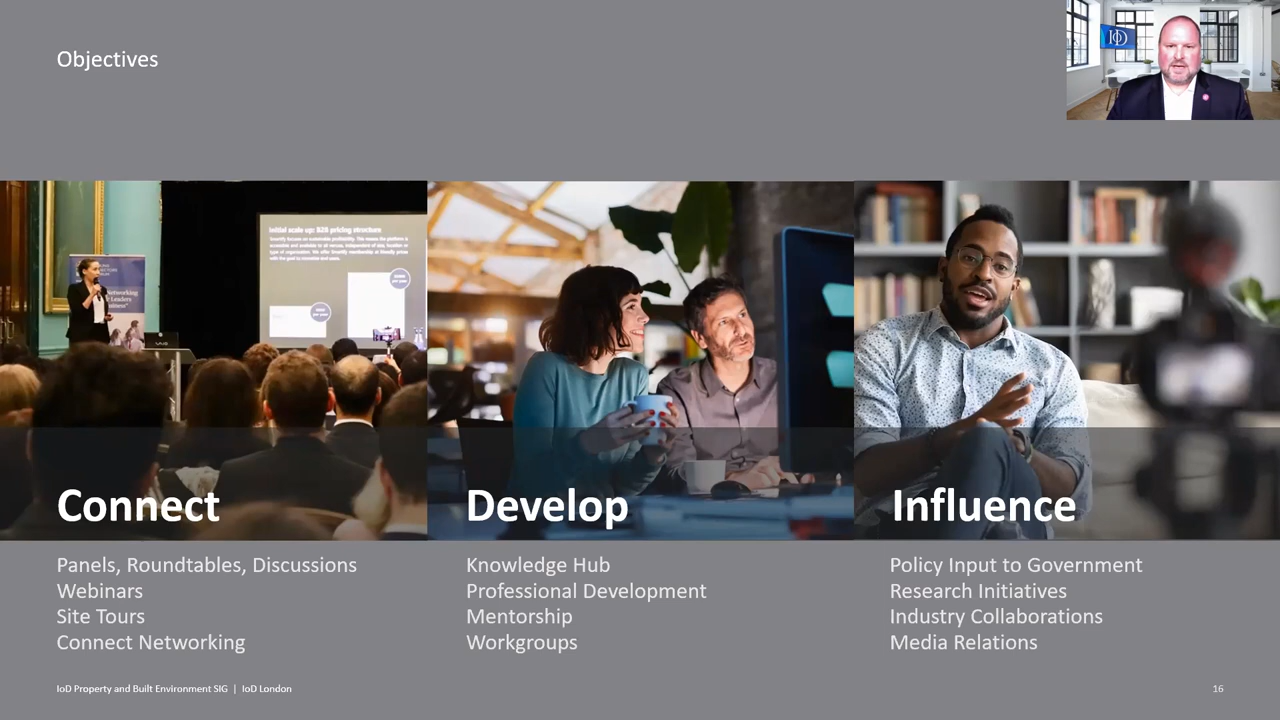 Objectives
IOD
initial scale up: B2B pricing structure
Connect
Develop
Influence
Panels, Roundtables, Discussions
Webinars
Site Tours
Connect Networking
Knowledge Hub
Professional Development
Mentorship
Workgroups
Policy Input to Government
Research Initiatives
Industry Collaborations
Media Relations
IoD Property and Built Environment SIG | IoD London
16